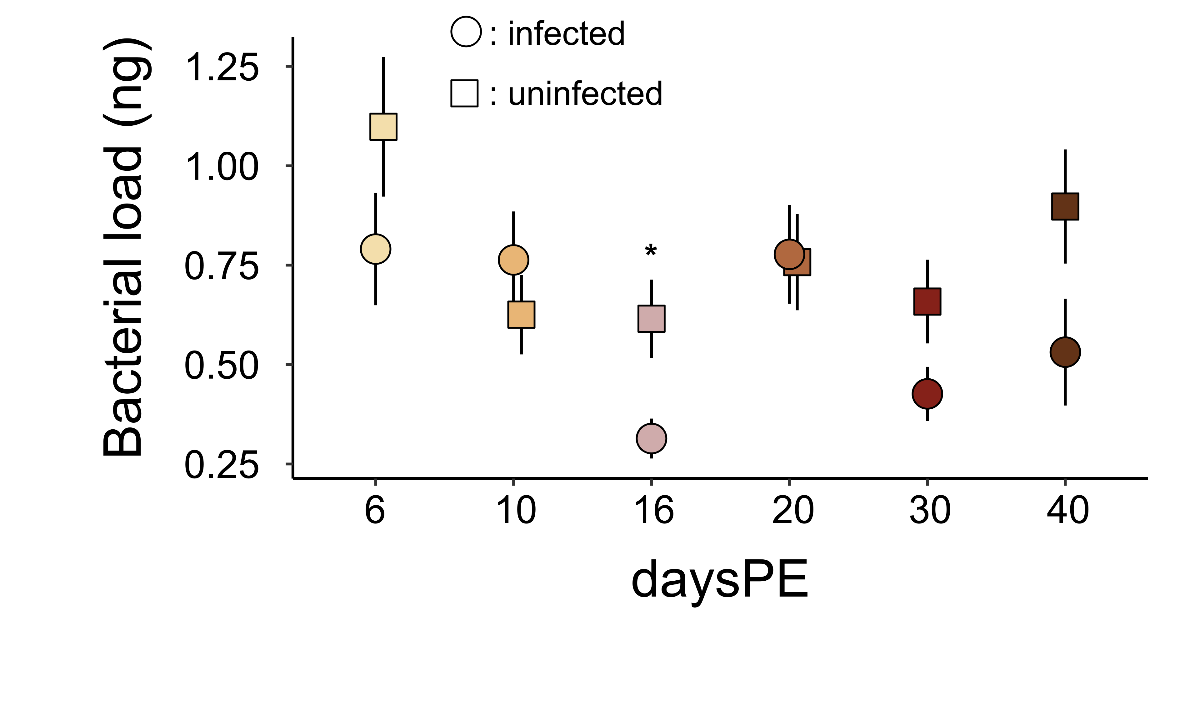 : infected
: uninfected
Bacterial load (ng)
1.25
1.00
0.75
0.50
0.25
*
6 10 16 20 30 40
daysPE